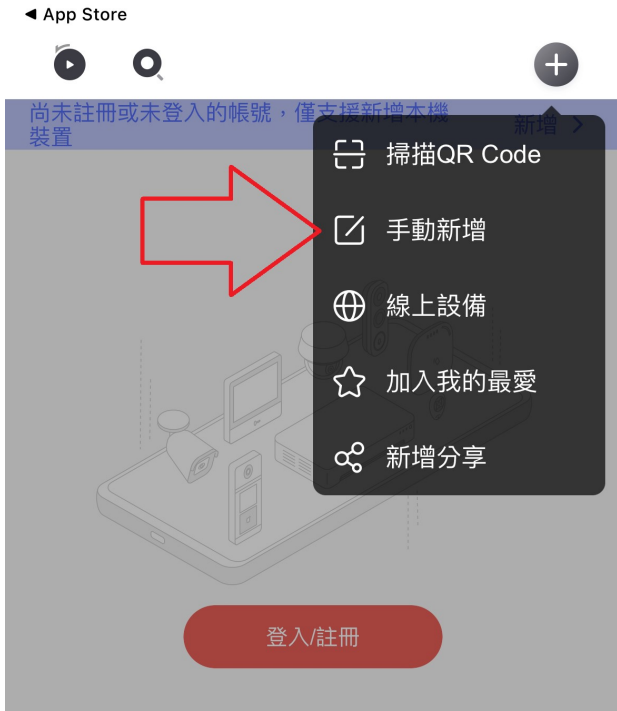 ◀ App Store
尚未註冊或未登入的帳號，僅支援新增本機
裝置
新增 >
掃描QR Code
手動新增
線上設備
加入我的最愛
新增分享
登入/註冊